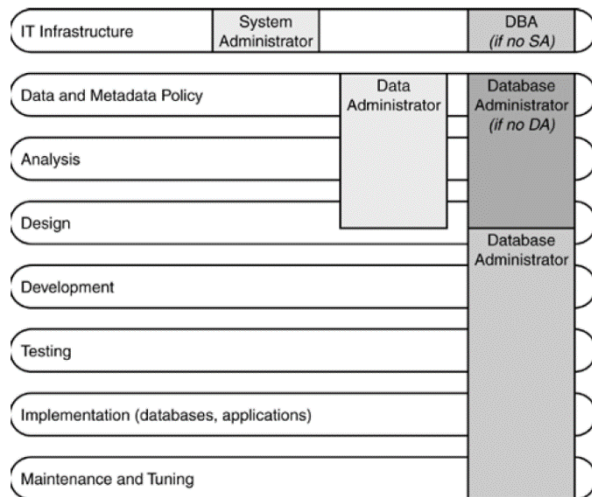 IT Infrastructure
System
Administrator
DBA
(if no SA)
Data and Metadata Policy
Data
Administrator
Database
Administrator
(if no DA)
Analysis
Design
Database
Administrator
Development
Testing
Implementation (databases, applications)
Maintenance and Tuning